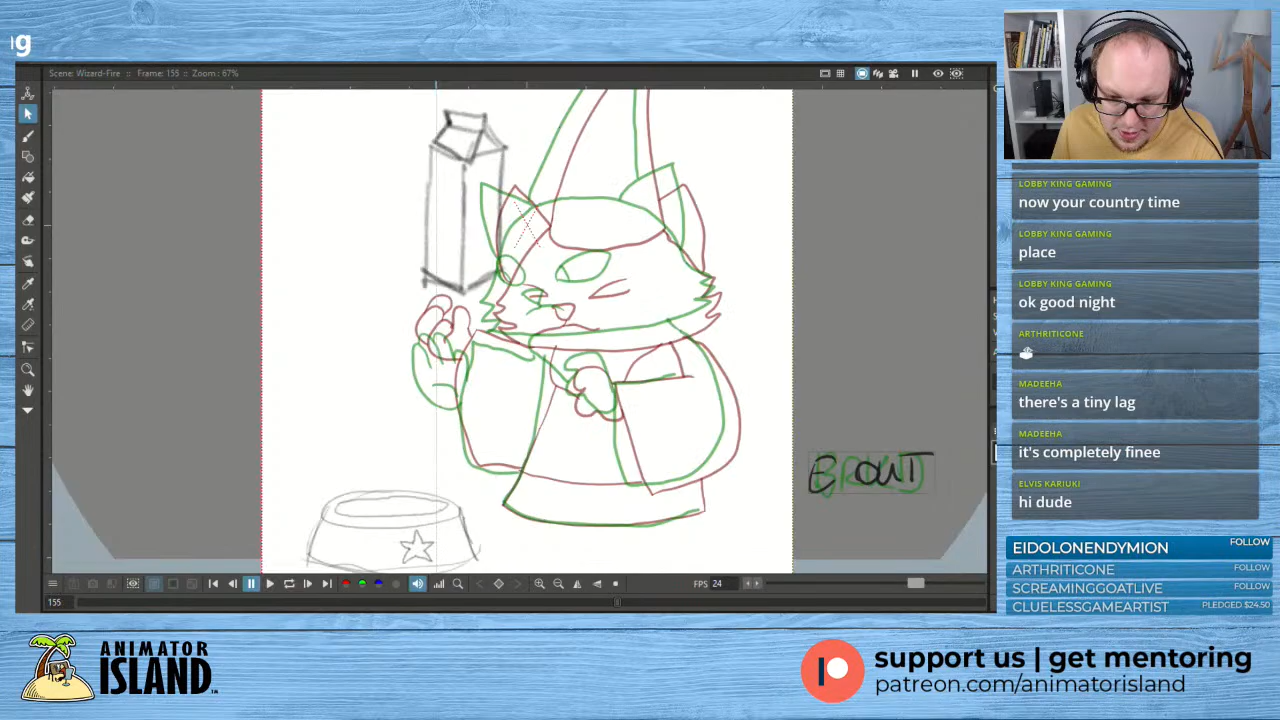 Scene: Wizard-Fire :: Frame: 155 :: Zoom: 67%
LOBBY KING GAMING
now your country time
LOBBY KING GAMING
place
LOBBY KING GAMING
ok good night
ARTHRITICONE
MADEEHA
there's a tiny lag
MADEEHA
it's completely finee
ELVIS KARIUKI
hi dude
EIDOLONENDYMION FOLLOW
ARTHRITICONE FOLLOW
SCREAMINGGOATLIVE FOLLOW
CLUELESSGAMEARTIST PLEDGED $24.50
FPS 24
155
ANIMATOR
ISLAND
support us | get mentoring
patreon.com/animatorisland